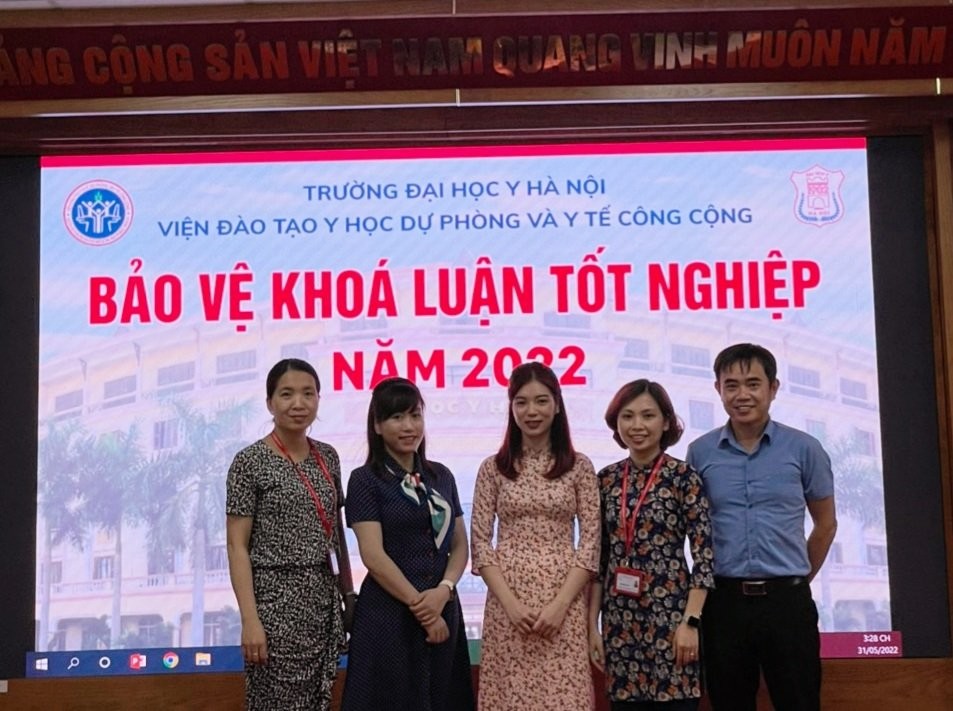 ẢNG CỘNG SẢN VIỆT NAM QUANG VINH MUÔN NĂM
TRƯỜNG ĐẠI HỌC Y HÀ NỘI
VIỆN ĐÀO TẠO Y HỌC DỰ PHÒNG VÀ Y TẾ CÔNG CỘNG
BẢO VỆ KHOÁ LUẬN TỐT NGHIỆP
NĂM 2022
3:28 CH
31/05/2022